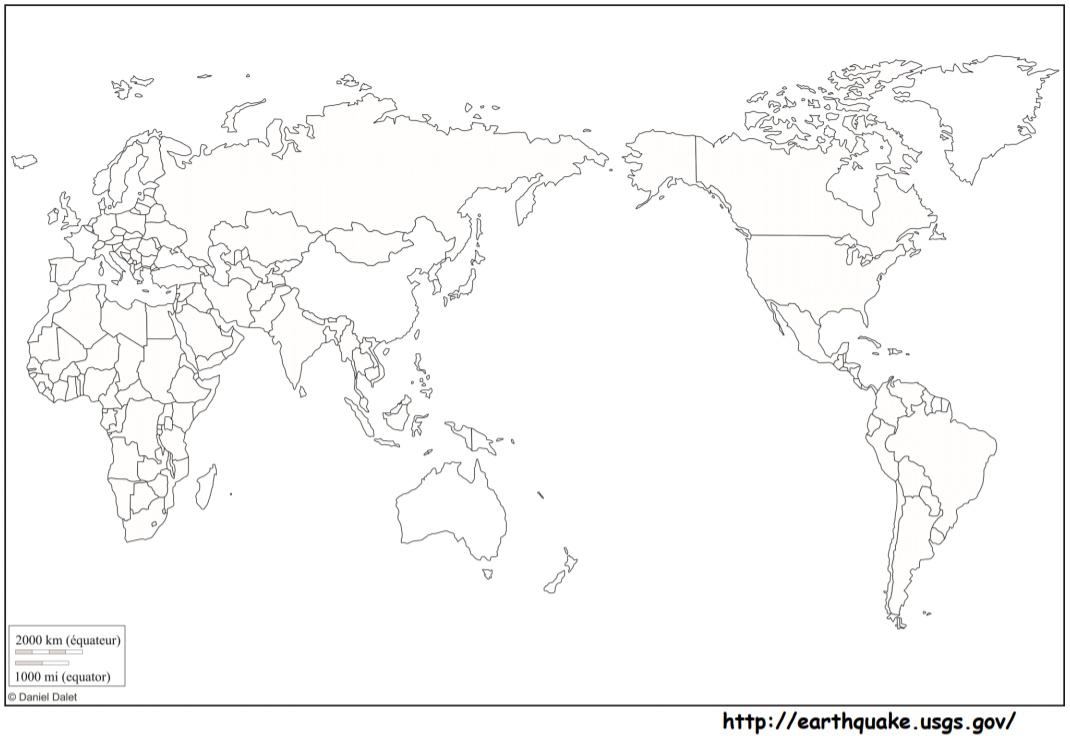 2000 km (équateur)
1000 mi (equator)
© Daniel Dalet
http://earthquake.usgs.gov/